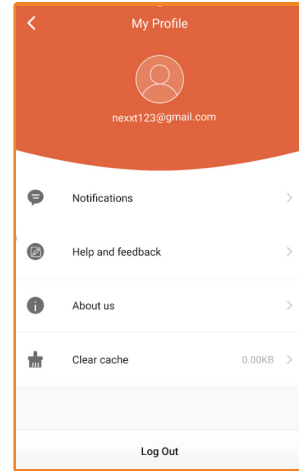 My Profile
nexxt123@gmail.com
Notifications
Help and feedback
About us
Clear cache 0.00KB
Log Out